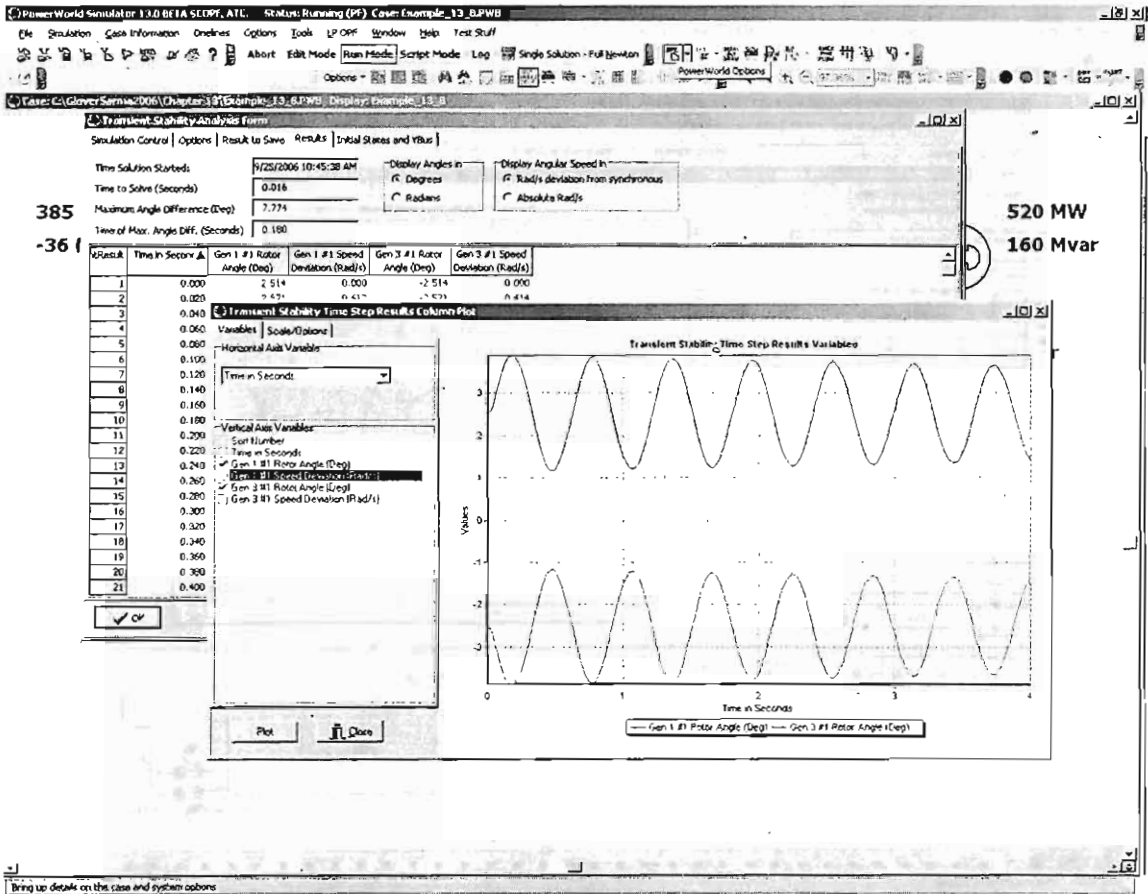 PowerWorld Simulator 13.0 BETA SCOPF, ATC. Status: Running (PF) Case: Example_13_8.PWB
File Simulation Case Information Onelines Options Tools LP OPF Window Help Test Stuff
Abort Edit Mode Run Mode Script Mode Log Single Solution - Full Newton
Options PowerWorld Options
Case: C:\GloverSarma2006\Chapter 13\Example_13_8.PWB Display: Example_13_8
Transient Stability Analysis Form
Simulation Control Options Result to Save Results Initial States and YBus
Time Solution Started: 9/25/2006 10:45:38 AM
Time to Solve (Seconds) 0.016
Maximum Angle Difference (Deg) 7.774
Time of Max. Angle Diff. (Seconds) 0.180
Display Angles in
Degrees
Radians
Display Angular Speed in
Rad/s deviation from synchronous
Absolute Rad/s
385
-36
520 MW
160 Mvar
Time in Second Gen 1 #1 Rotor Angle (Deg) Gen 1 #1 Speed Deviation (Rad/s) Gen 3 #1 Rotor Angle (Deg) Gen 3 #1 Speed Deviation (Rad/s)
1 0.000 2.514 0.000 -2.514 0.000
2 0.020
3 0.040
4 0.060
5 0.080
6 0.100
7 0.120
8 0.140
9 0.160
10 0.180
11 0.200
12 0.220
13 0.240
14 0.260
15 0.280
16 0.300
17 0.320
18 0.340
19 0.360
20 0.380
21 0.400
OK
Transient Stability Time Step Results Column Plot
Variables Scale/Options
Horizontal Axis Variable
Time in Seconds
Vertical Axis Variables
Sort Number
Time in Seconds
Gen 1 #1 Rotor Angle (Deg)
Gen 1 #1 Speed Deviation (Rad/s)
Gen 3 #1 Rotor Angle (Deg)
Gen 3 #1 Speed Deviation (Rad/s)
Plot Close
Transient Stability Time Step Results Variables
Values
3
2
1
0
-1
-2
-3
0 1 2 3 4
Time in Seconds
Gen 1 #1 Rotor Angle (Deg) Gen 3 #1 Rotor Angle (Deg)
Bring up details on the case and system options